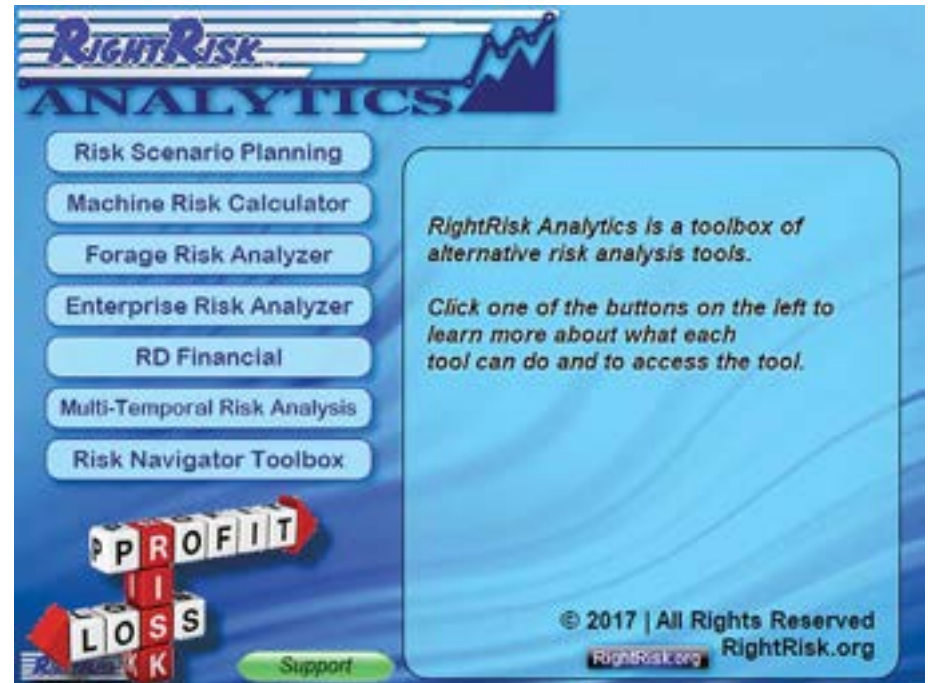 RIGHTRISK
ANALYTICS
Risk Scenario Planning
Machine Risk Calculator
Forage Risk Analyzer
Enterprise Risk Analyzer
RD Financial
Multi-Temporal Risk Analysis
Risk Navigator Toolbox
RightRisk Analytics is a toolbox of
alternative risk analysis tools.
Click one of the buttons on the left to
learn more about what each
tool can do and to access the tool.
PROFIT
RISK
LOSS
Support
© 2017 | All Rights Reserved
RightRisk.org
RightRisk.org